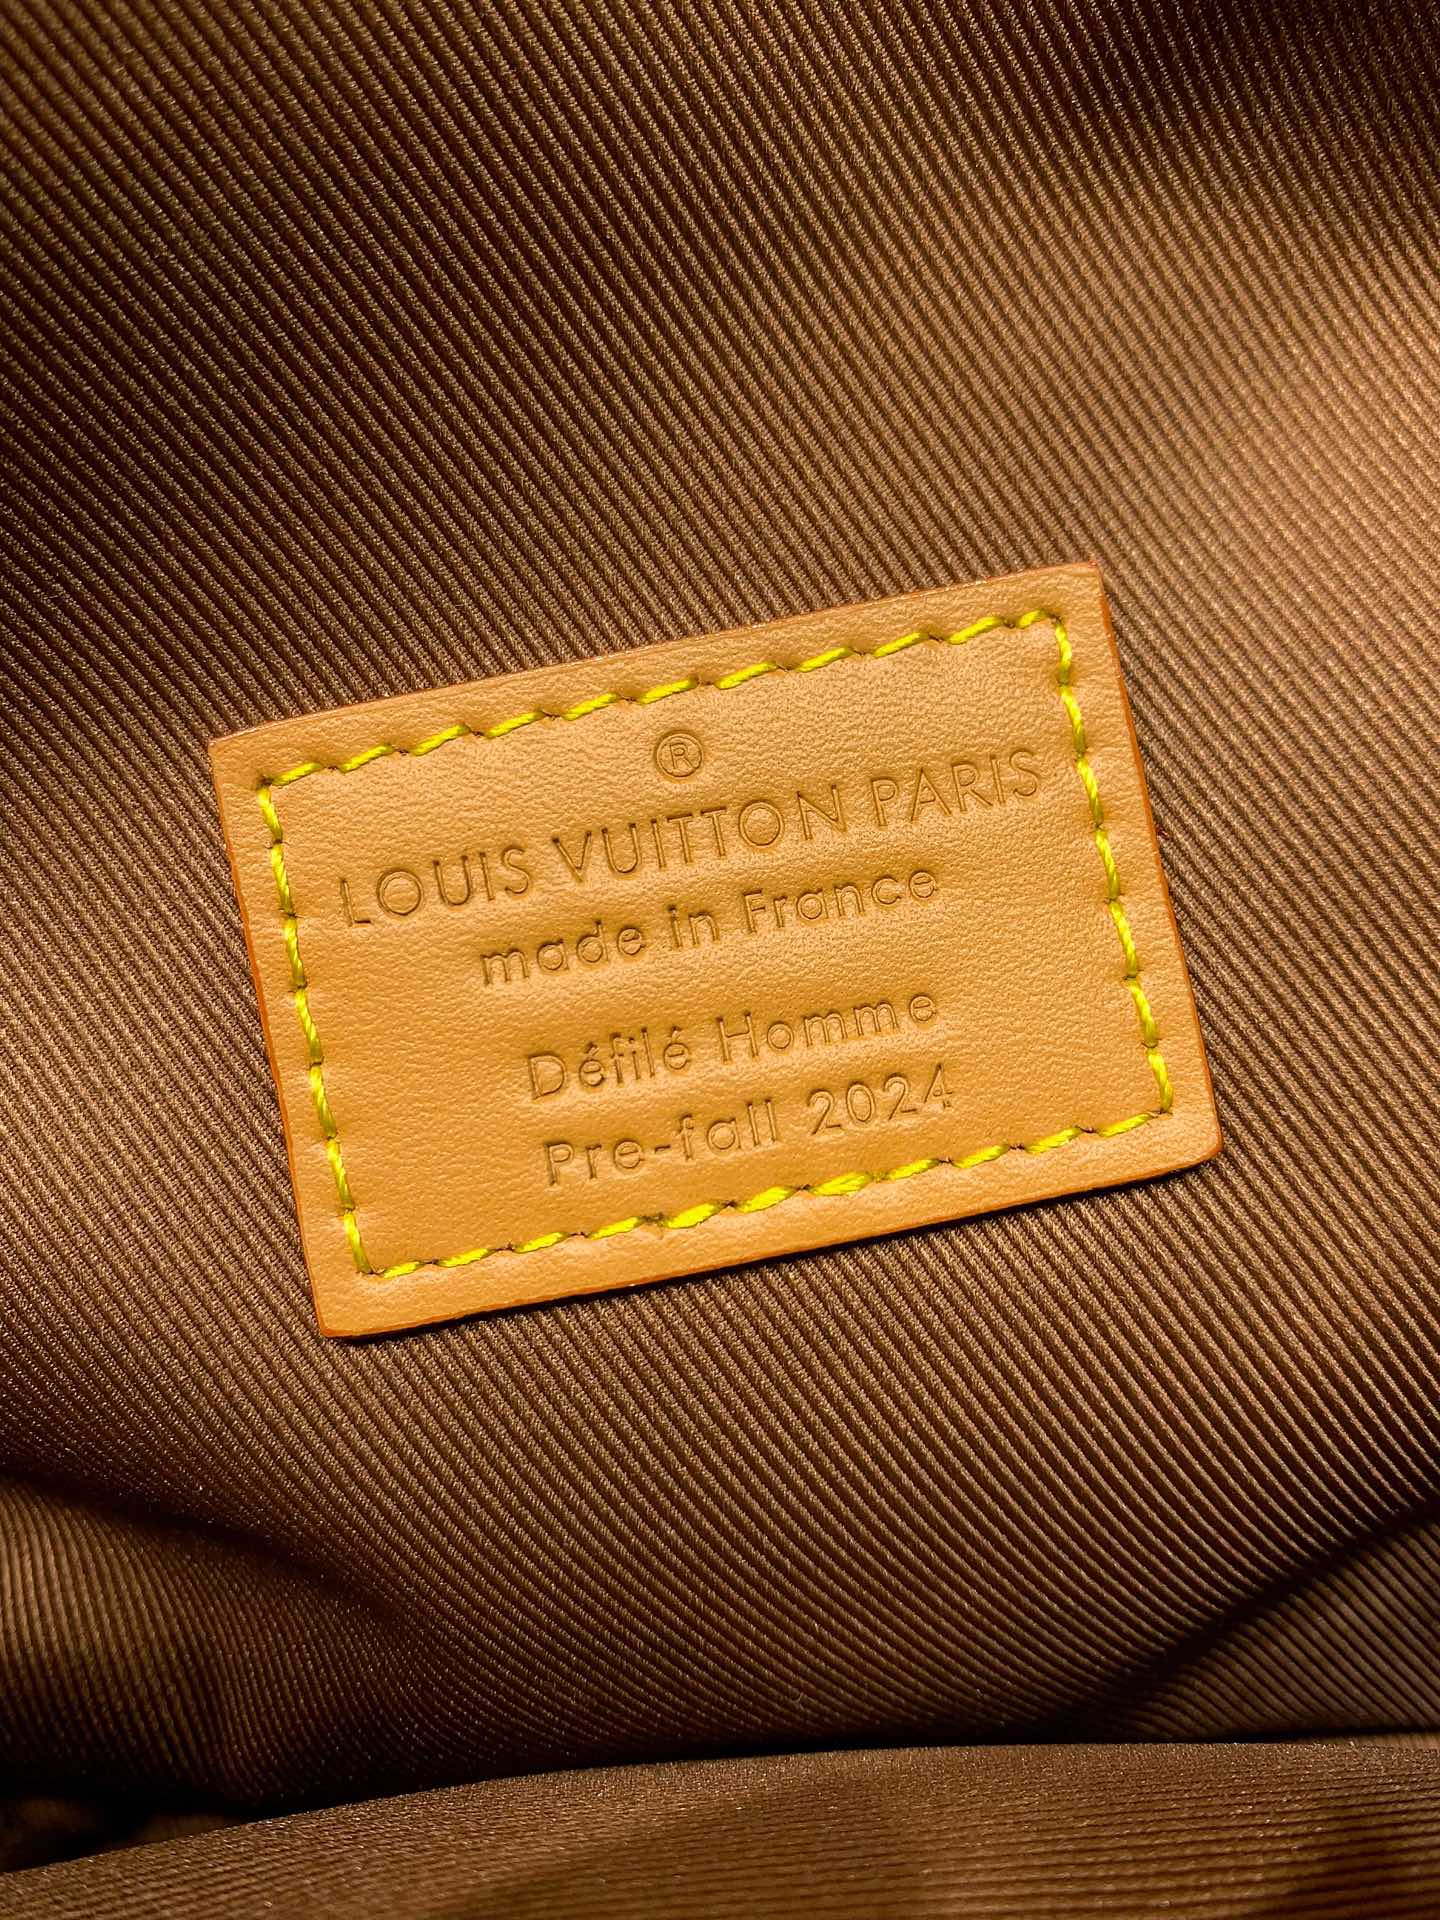 ®
LOUIS VUITTON PARIS
made in France
Défilé Homme
Pre-fall 2024